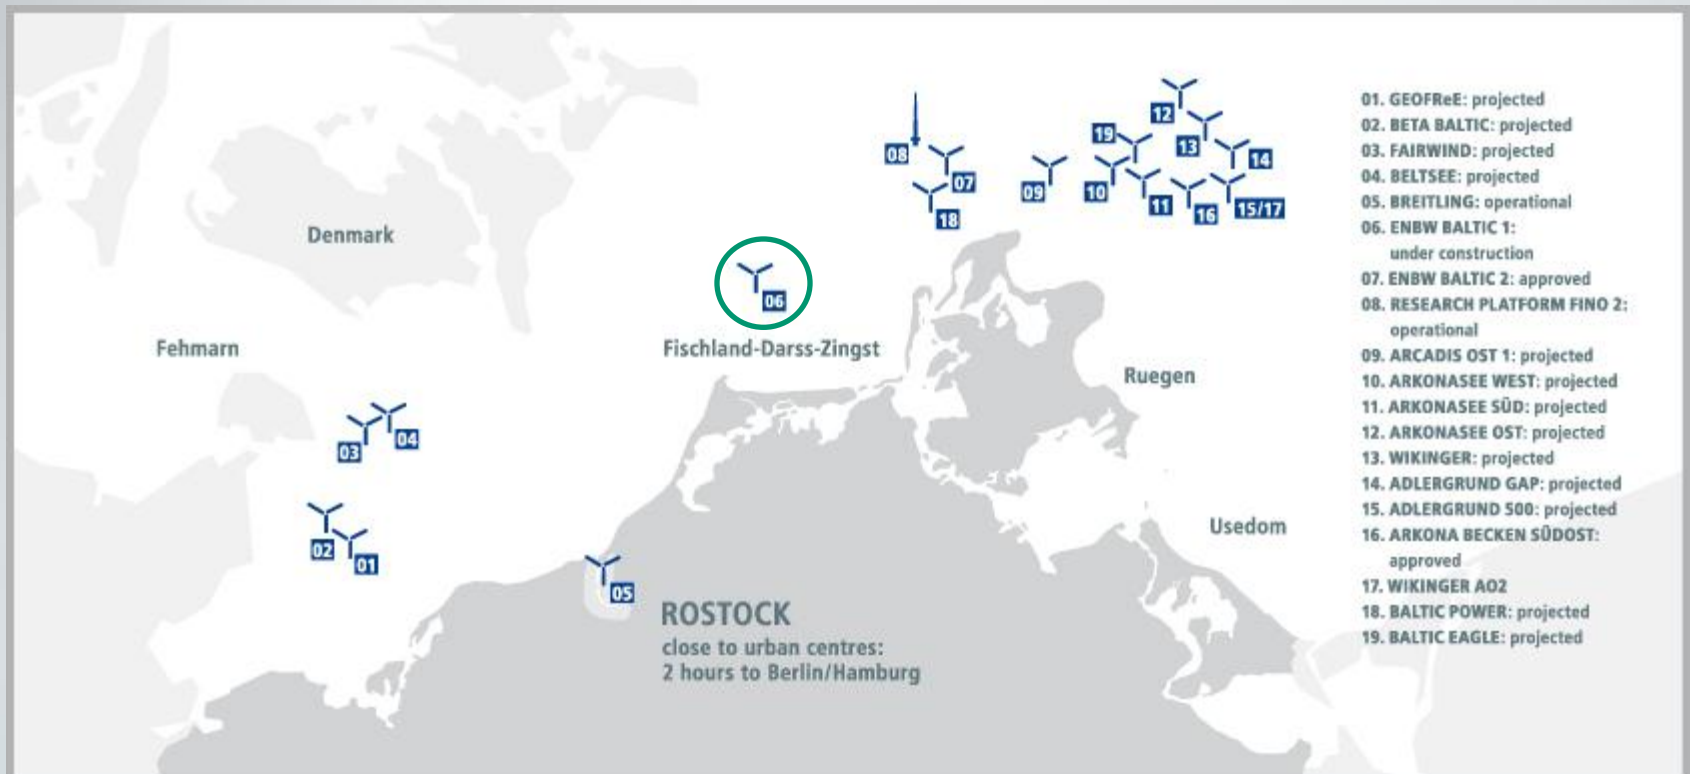 12
19
13
14
08
07
09
10
11
16
15/17
18
Denmark
06
Fehmarn
Fischland-Darss-Zingst
Ruegen
03
04
02
01
05
Usedom
ROSTOCK
close to urban centres:
2 hours to Berlin/Hamburg
01. GEOFReE: projected
02. BETA BALTIC: projected
03. FAIRWIND: projected
04. BELTSEE: projected
05. BREITLING: operational
06. ENBW BALTIC 1:
under construction
07. ENBW BALTIC 2: approved
08. RESEARCH PLATFORM FINO 2:
operational
09. ARCADIS OST 1: projected
10. ARKONASEE WEST: projected
11. ARKONASEE SÜD: projected
12. ARKONASEE OST: projected
13. WIKINGER: projected
14. ADLERGRUND GAP: projected
15. ADLERGRUND 500: projected
16. ARKONA BECKEN SÜDOST:
approved
17. WIKINGER AO2
18. BALTIC POWER: projected
19. BALTIC EAGLE: projected